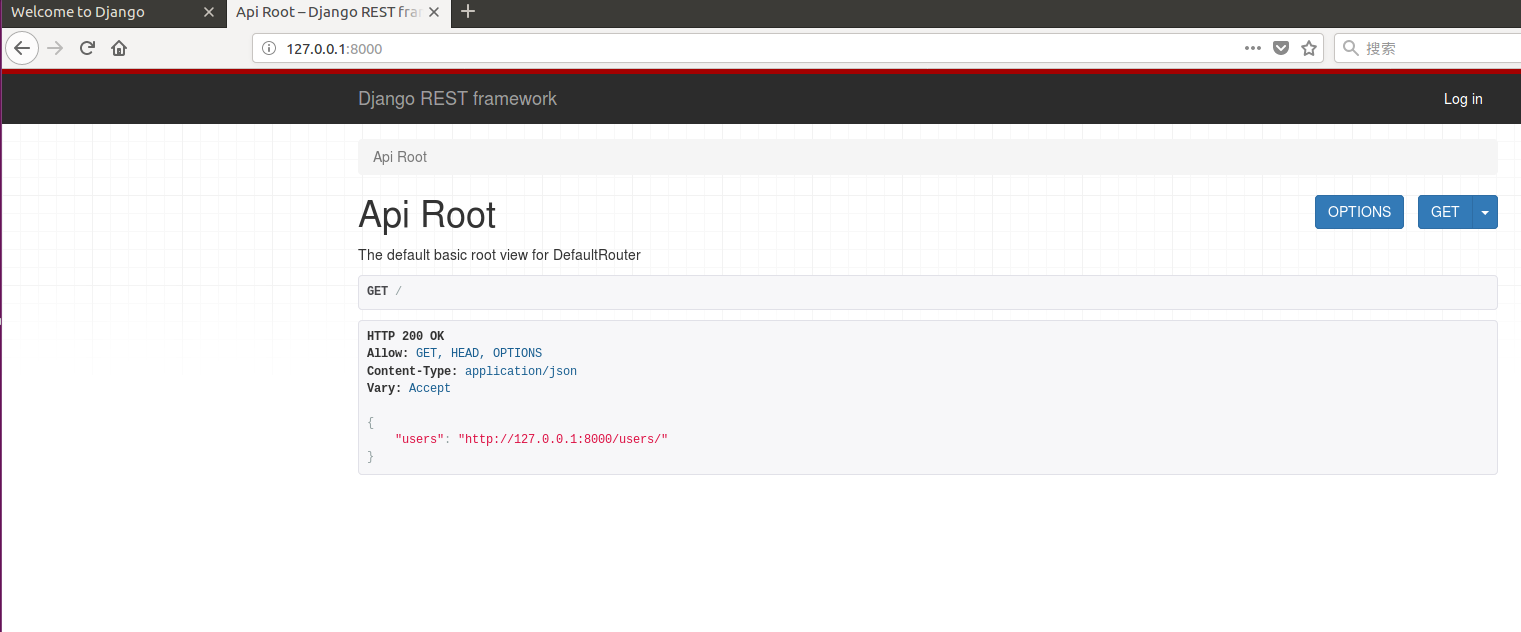 Welcome to Django
Api Root – Django REST fra
127.0.0.1:8000
搜索
Django REST framework
Log in
Api Root
Api Root
OPTIONS
GET
The default basic root view for DefaultRouter
GET /
HTTP 200 OK
Allow: GET, HEAD, OPTIONS
Content-Type: application/json
Vary: Accept
{
    "users": "http://127.0.0.1:8000/users/"
}